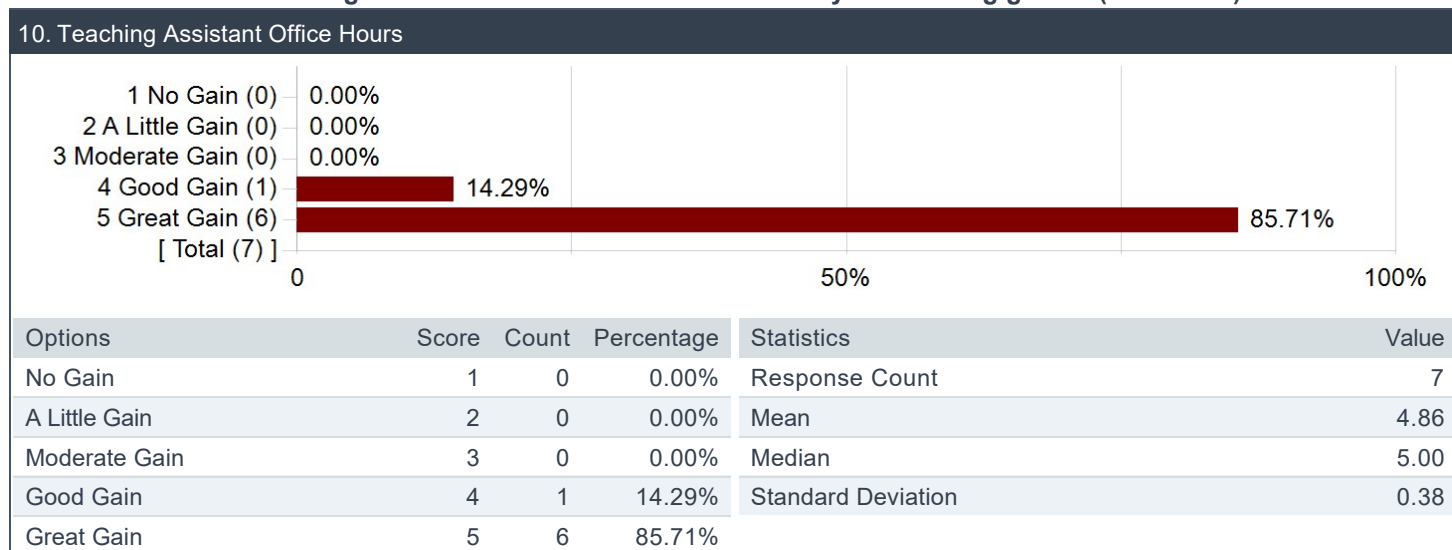 10. Teaching Assistant Office Hours
1 No Gain (0) 0.00%
2 A Little Gain (0) 0.00%
3 Moderate Gain (0) 0.00%
4 Good Gain (1) 14.29%
5 Great Gain (6) 85.71%
[ Total (7) ]
0 50% 100%
Options Score Count Percentage Statistics Value
No Gain 1 0 0.00% Response Count 7
A Little Gain 2 0 0.00% Mean 4.86
Moderate Gain 3 0 0.00% Median 5.00
Good Gain 4 1 14.29% Standard Deviation 0.38
Great Gain 5 6 85.71%